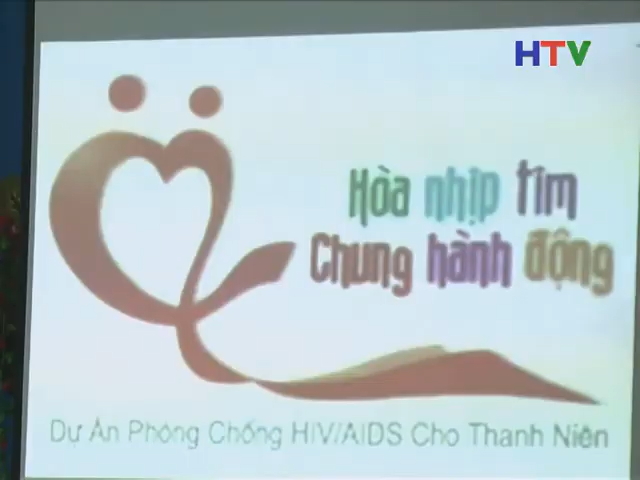 HTV
Hòa nhịp tim
Chung hành động
Dự Án Phòng Chống HIV/AIDS Cho Thanh Niên